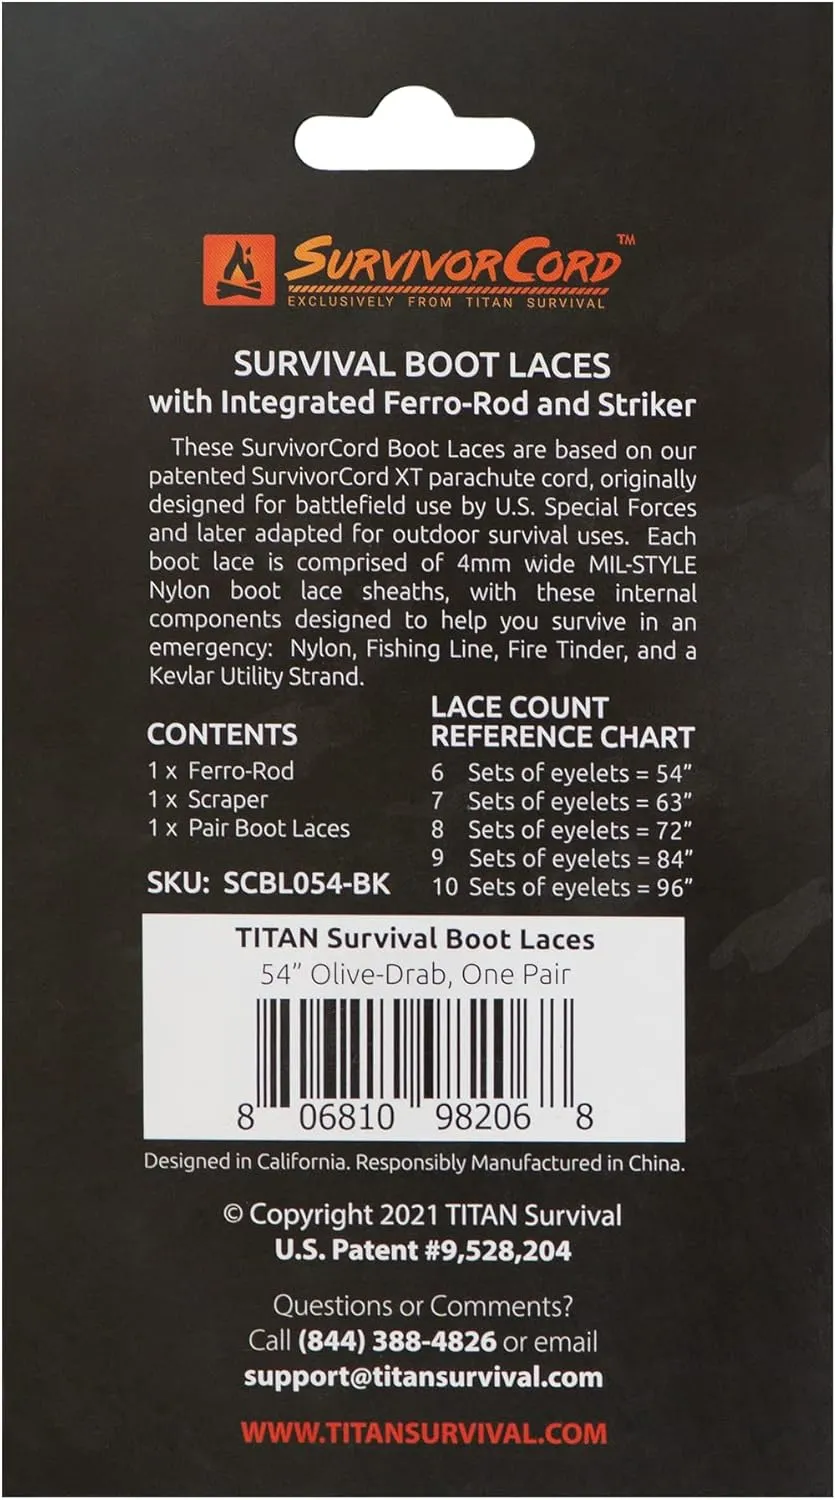 SURVIVORCORD™
EXCLUSIVELY FROM TITAN SURVIVAL
SURVIVAL BOOT LACES
with Integrated Ferro-Rod and Striker
These SurvivorCord Boot Laces are based on our
patented SurvivorCord XT parachute cord, originally
designed for battlefield use by U.S. Special Forces
and later adapted for outdoor survival uses. Each
boot lace is comprised of 4mm wide MIL-STYLE
Nylon boot lace sheaths, with these internal
components designed to help you survive in an
emergency: Nylon, Fishing Line, Fire Tinder, and a
Kevlar Utility Strand.
CONTENTS
1 x Ferro-Rod
1 x Scraper
1 x Pair Boot Laces
SKU: SCBL054-BK
LACE COUNT
REFERENCE CHART
6 Sets of eyelets = 54”
7 Sets of eyelets = 63”
8 Sets of eyelets = 72”
9 Sets of eyelets = 84”
10 Sets of eyelets = 96”
TITAN Survival Boot Laces
54” Olive-Drab, One Pair
8 06810 98206 8
Designed in California. Responsibly Manufactured in China.
© Copyright 2021 TITAN Survival
U.S. Patent #9,528,204
Questions or Comments?
Call (844) 388-4826 or email
support@titansurvival.com
WWW.TITANSURVIVAL.COM